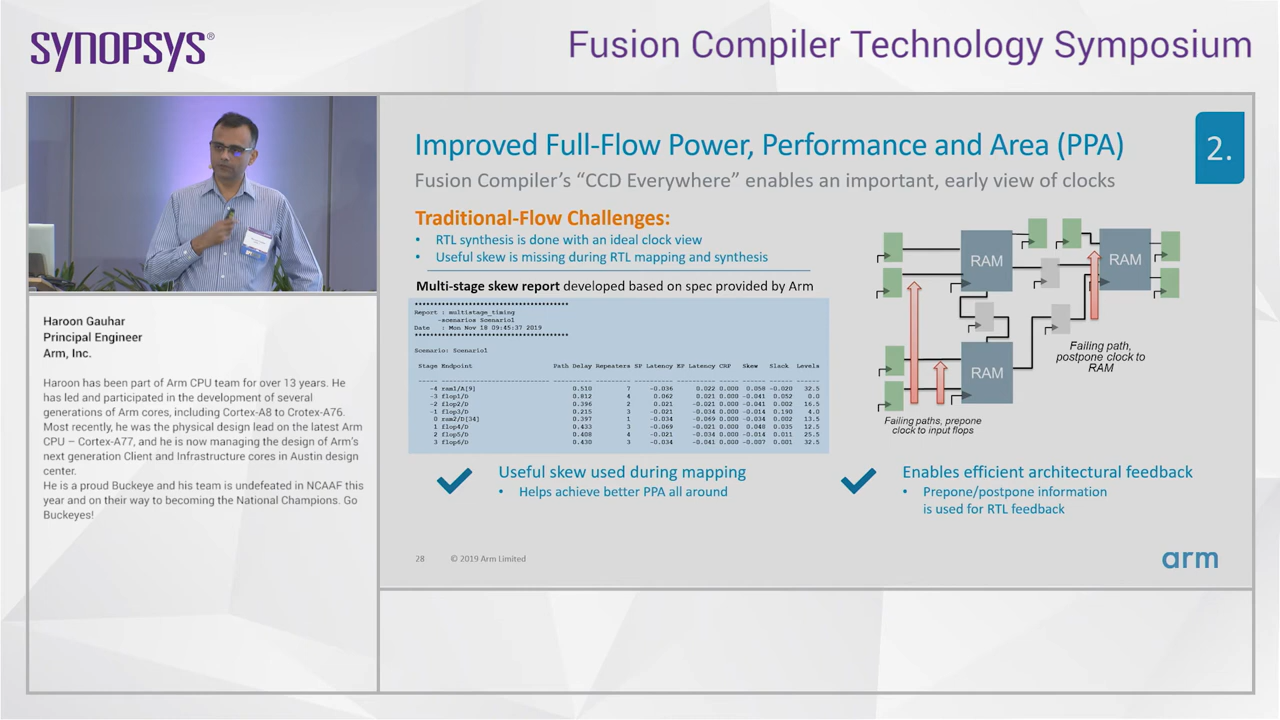 SYNOPSYS®
Fusion Compiler Technology Symposium
Haroon Gauhar
Principal Engineer
Arm, Inc.
Haroon has been part of Arm CPU team for over 13 years. He
has led and participated in the development of several
generations of Arm cores, including Cortex-A8 to Crotex-A76.
Most recently, he was the physical design lead on the latest Arm
CPU – Cortex-A77, and he is now managing the design of Arm's
next generation Client and Infrastructure cores in Austin design
center.
He is a proud Buckeye and his team is undefeated in NCAAF this
year and on their way to becoming the National Champions. Go
Buckeyes!
Improved Full-Flow Power, Performance and Area (PPA)
2.
Fusion Compiler's “CCD Everywhere” enables an important, early view of clocks
Traditional-Flow Challenges:
• RTL synthesis is done with an ideal clock view
• Useful skew is missing during RTL mapping and synthesis
Multi-stage skew report developed based on spec provided by Arm
****************************************
Report : multistage_timing
-scenarios Scenario1
Date : Mon Nov 18 09:45:37 2019
****************************************
Scenario: Scenario1
Stage Endpoint Path Delay Repeaters SP Latency EP Latency CRP Skew Slack Levels
-4 ram1/A[9] 0.510 7 -0.036 0.022 0.000 0.058 -0.020 32.5
-3 flop1/D 0.812 4 0.062 0.021 0.000 -0.041 0.052 0.0
-2 flop2/D 0.396 2 0.021 -0.021 0.000 -0.041 0.002 16.5
-1 flop3/D 0.215 3 -0.021 -0.034 0.000 -0.014 0.190 4.0
0 ram2/D[34] 0.397 1 -0.034 -0.069 0.000 -0.034 0.002 13.5
1 flop4/D 0.433 3 -0.069 -0.021 0.000 0.048 0.035 12.5
2 flop5/D 0.408 4 -0.021 -0.034 0.000 -0.014 0.011 25.5
3 flop6/D 0.430 3 -0.034 -0.041 0.000 -0.007 0.001 32.5
RAM
RAM
RAM
Failing path,
postpone clock to
RAM
Failing paths, prepone
clock to input flops
Useful skew used during mapping
• Helps achieve better PPA all around
Enables efficient architectural feedback
• Prepone/postpone information
is used for RTL feedback
28 © 2019 Arm Limited
arm